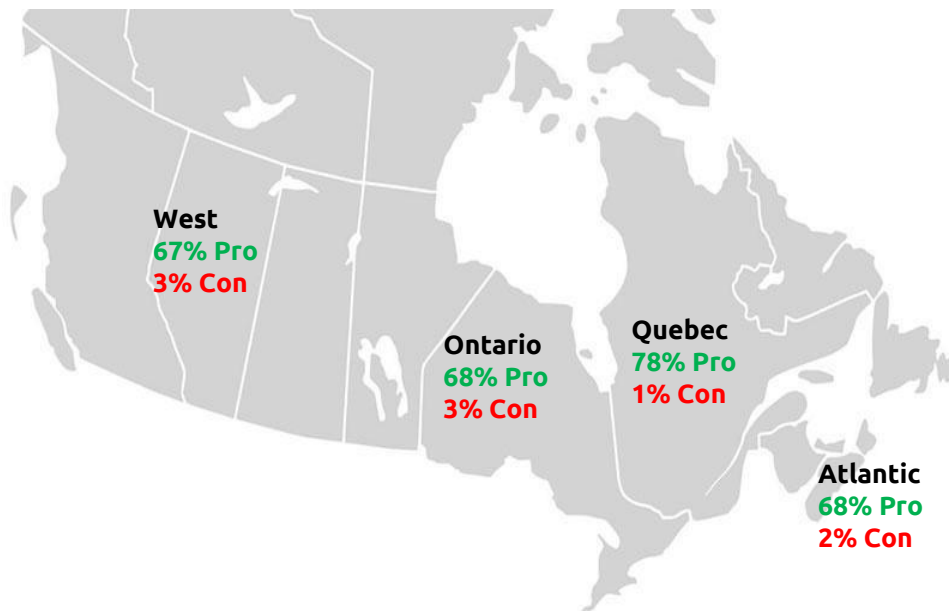 West
67% Pro
3% Con
Ontario
68% Pro
3% Con
Quebec
78% Pro
1% Con
Atlantic
68% Pro
2% Con